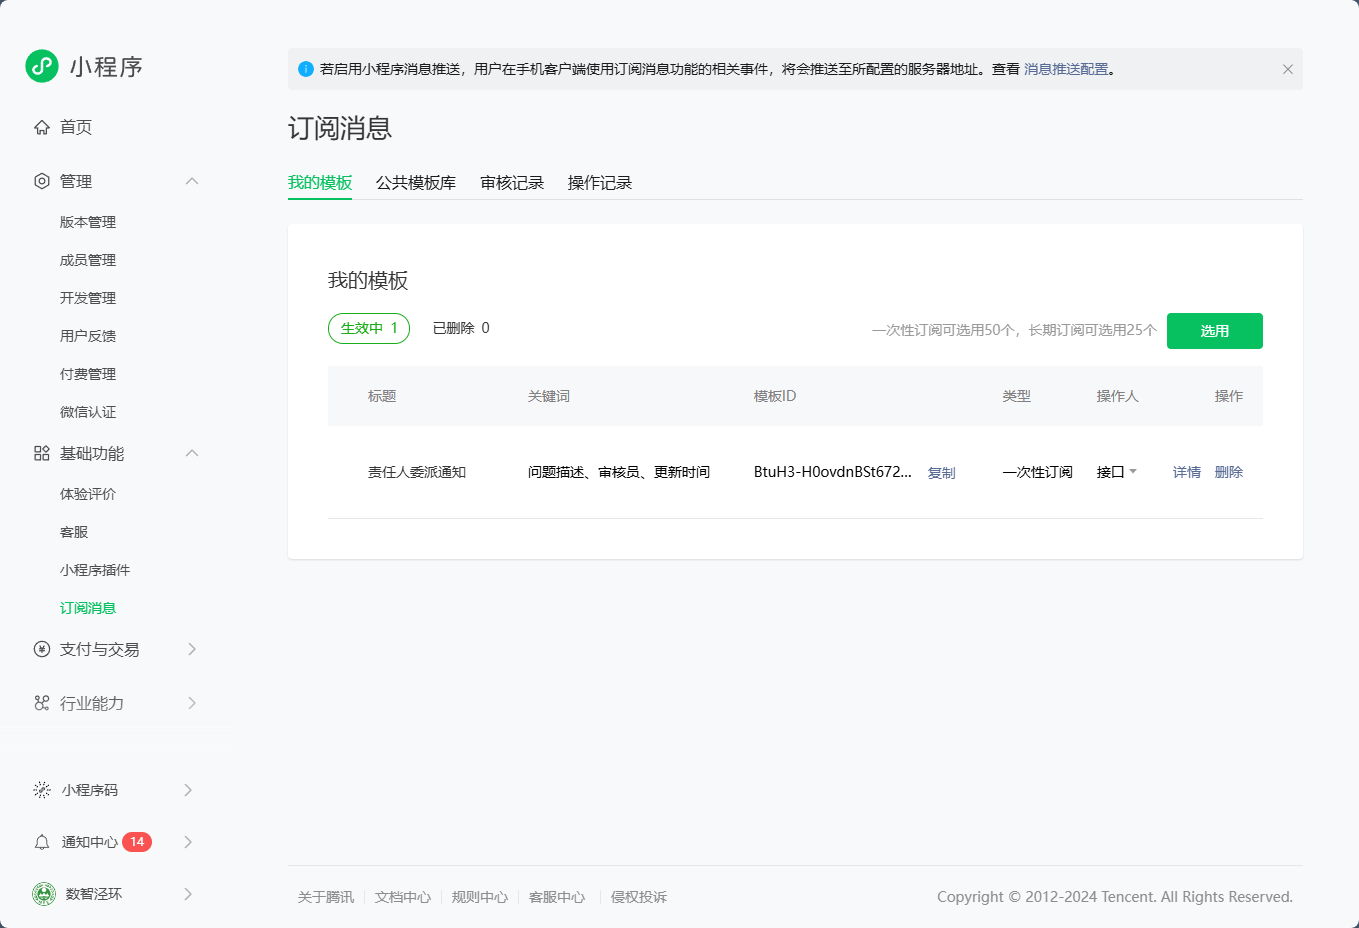 小程序
首页
管理
版本管理
成员管理
开发管理
用户反馈
付费管理
微信认证
基础功能
体验评价
客服
小程序插件
订阅消息
支付与交易
行业能力
小程序码
通知中心 14
数智泾环
若启用小程序消息推送，用户在手机客户端使用订阅消息功能的相关事件，将会推送至所配置的服务器地址。查看 消息推送配置。
订阅消息
我的模板 公共模板库 审核记录 操作记录
我的模板
生效中 1 已删除 0 一次性订阅可选用50个，长期订阅可选用25个 选用
标题 关键词 模板ID 类型 操作人 操作
责任人委派通知 问题描述、审核员、更新时间 BtuH3-H0ovdnBSt672... 复制 一次性订阅 接口 详情 删除
关于腾讯 文档中心 规则中心 客服中心 侵权投诉 Copyright © 2012-2024 Tencent. All Rights Reserved.